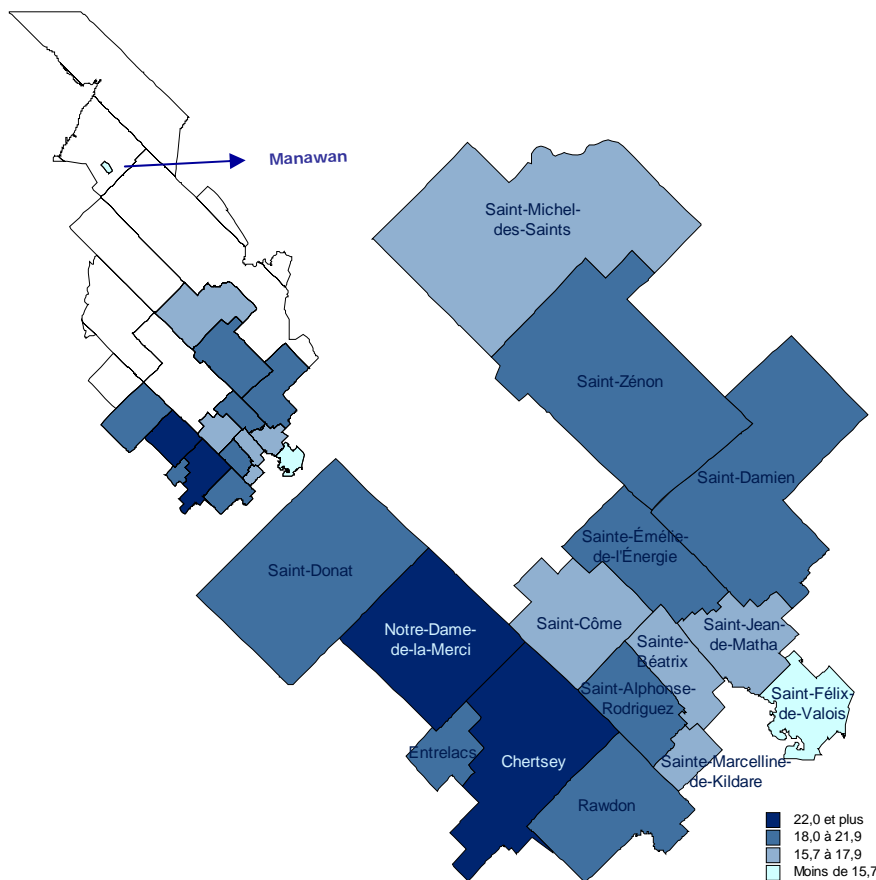 Manawan
Saint-Michel-
des-Saints
Saint-Zénon
Saint-Damien
Sainte-Émélie-
de-l'Énergie
Saint-Donat
Saint-Côme
Saint-Jean-
de-Matha
Notre-Dame-
de-la-Merci
Sainte-
Béatrix
Saint-Alphonse-
Rodriguez
Saint-Félix-
de-Valois
Entrelacs
Chertsey
Sainte-Marcelline-
de-Kildare
Rawdon
22,0 et plus
18,0 à 21,9
15,7 à 17,9
Moins de 15,7